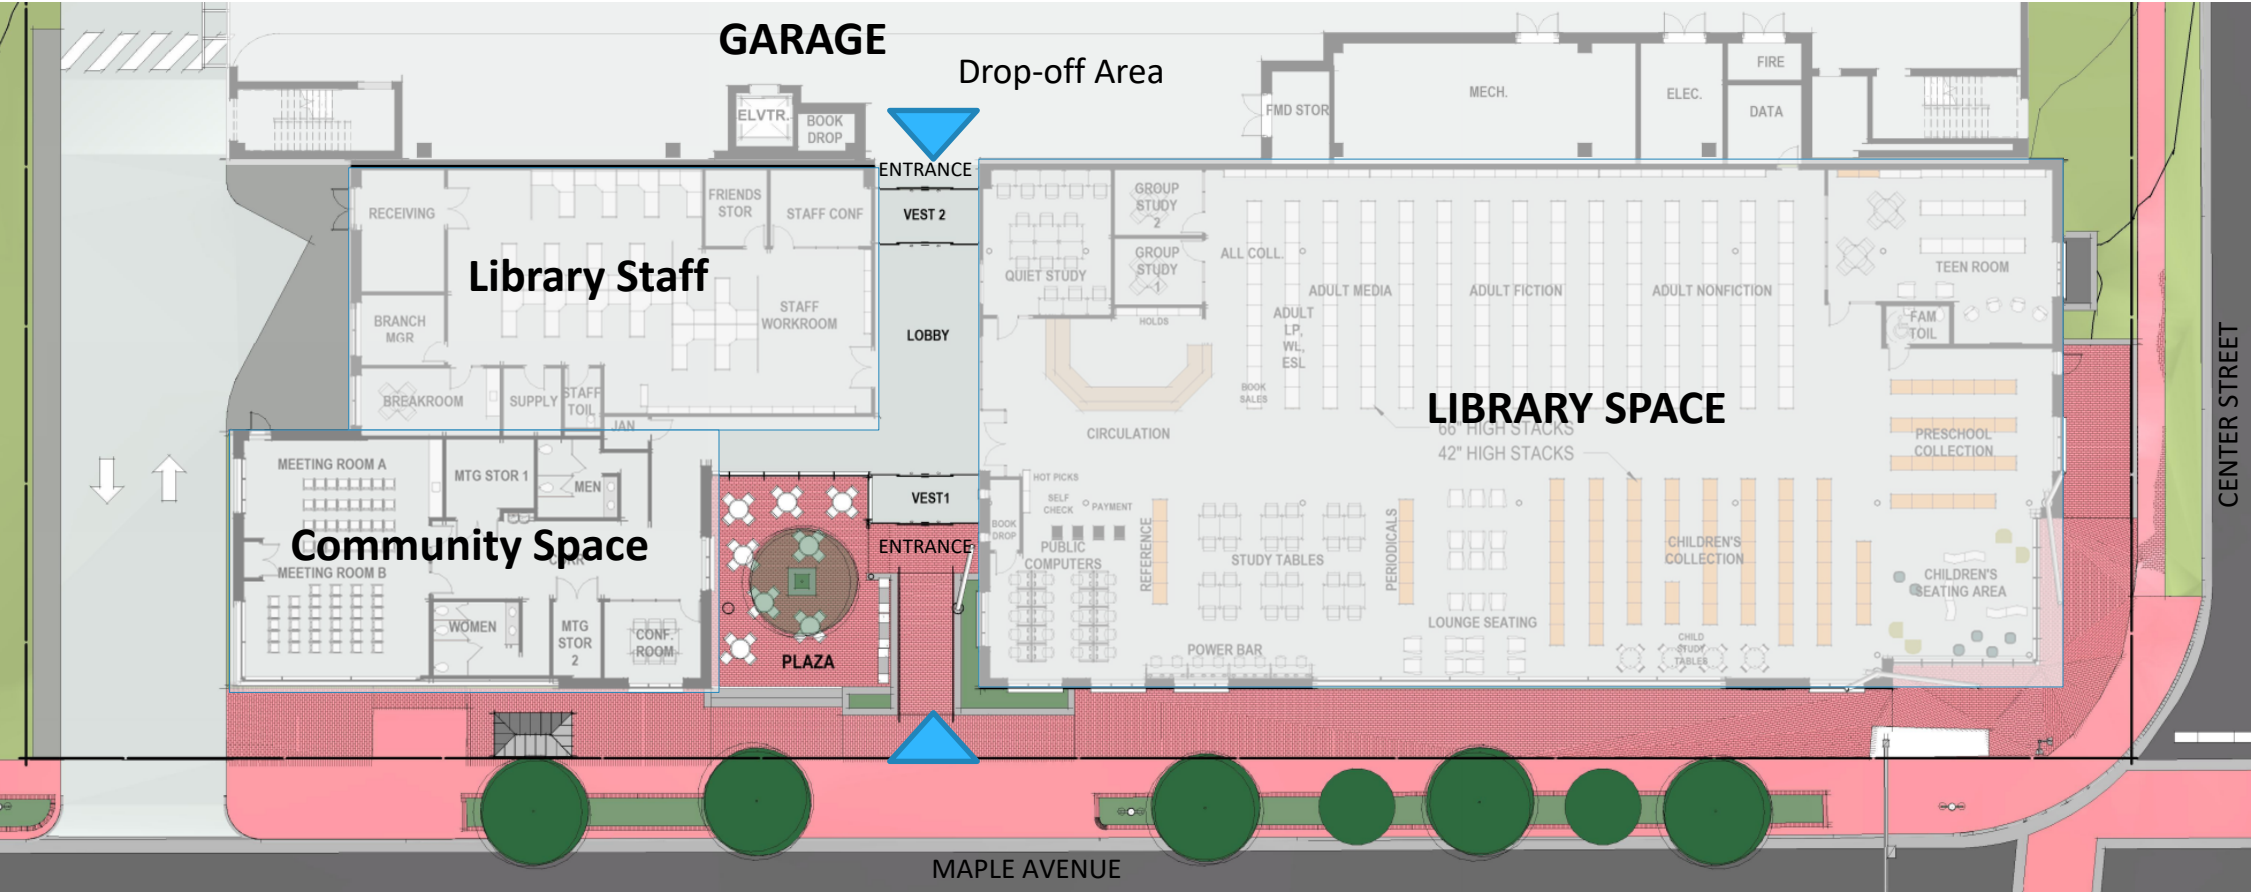 GARAGE
Drop-off Area
ELVTR.
BOOK
DROP
FMD STOR
MECH.
ELEC.
FIRE
DATA
ENTRANCE
VEST 2
LOBBY
VEST1
ENTRANCE
RECEIVING
FRIENDS
STOR
STAFF CONF
Library Staff
STAFF
WORKROOM
BRANCH
MGR
BREAKROOM
SUPPLY
STAFF
TOIL
JAN
MEETING ROOM A
MTG STOR 1
MEN
Community Space
CORR
MEETING ROOM B
WOMEN
MTG
STOR
2
CONF.
ROOM
PLAZA
QUIET STUDY
GROUP
STUDY
2
GROUP
STUDY
1
HOLDS
ALL COLL.
ADULT
LP,
WL,
ESL
BOOK
SALES
ADULT MEDIA
ADULT FICTION
ADULT NONFICTION
TEEN ROOM
FAM
TOIL
LIBRARY SPACE
66" HIGH STACKS
42" HIGH STACKS
CIRCULATION
PRESCHOOL
COLLECTION
HOT PICKS
SELF
CHECK
PAYMENT
BOOK
DROP
PUBLIC
COMPUTERS
REFERENCE
STUDY TABLES
PERIODICALS
CHILDREN'S
COLLECTION
CHILDREN'S
SEATING AREA
LOUNGE SEATING
POWER BAR
CHILD
STUDY
TABLES
CENTER STREET
MAPLE AVENUE